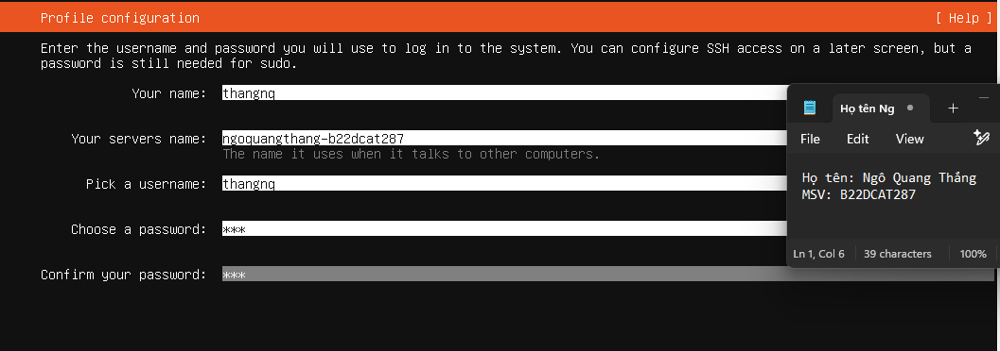 Profile configuration [ Help ]
Enter the username and password you will use to log in to the system. You can configure SSH access on a later screen, but a
password is still needed for sudo.
Your name: thangnq
Your servers name: ngoquangthang-b22dcat287
The name it uses when it talks to other computers.
Pick a username: thangnq
Choose a password: ***
Confirm your password: ***
Họ tên Ng
File Edit View
Họ tên: Ngô Quang Thắng
MSV: B22DCAT287
Ln 1, Col 6 39 characters 100%